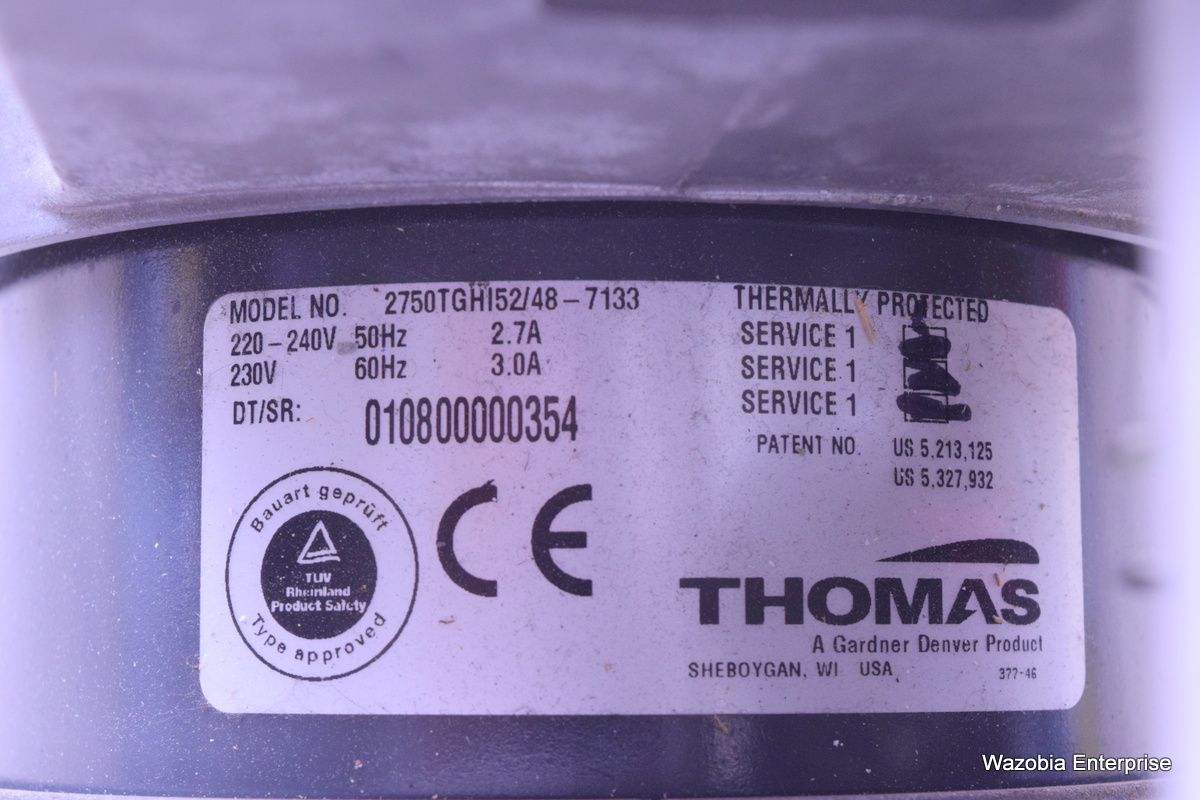 MODEL NO. 2750TGHI52/48-7133
220-240V 50Hz 2.7A
230V 60Hz 3.0A
DT/SR: 010800000354
THERMALLY PROTECTED
SERVICE 1
SERVICE 1
SERVICE 1
PATENT NO. US 5,213,125
US 5,327,932
Bauart geprüft
TUV
Rheinland
Product Safety
Type approved
CE
THOMAS
A Gardner Denver Product
SHEBOYGAN, WI USA
377-46
Wazobia Enterprise